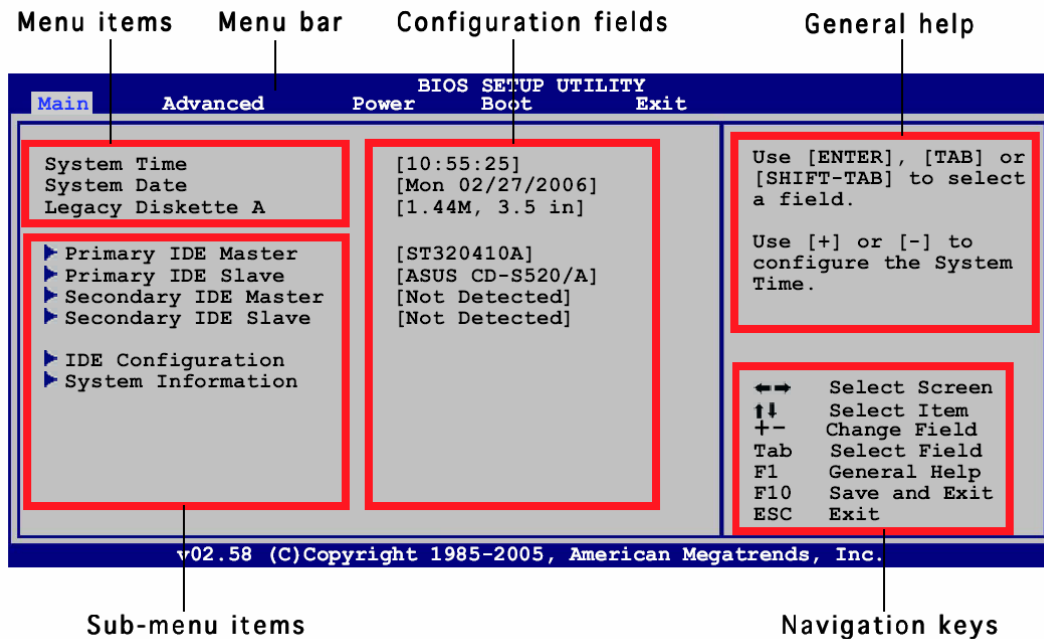 Menu items Menu bar Configuration fields General help
BIOS SETUP UTILITY
Main Advanced Power Boot Exit
System Time [10:55:25]
System Date [Mon 02/27/2006]
Legacy Diskette A [1.44M, 3.5 in]
Primary IDE Master [ST320410A]
Primary IDE Slave [ASUS CD-S520/A]
Secondary IDE Master [Not Detected]
Secondary IDE Slave [Not Detected]
IDE Configuration
System Information
Use [ENTER], [TAB] or
[SHIFT-TAB] to select
a field.
Use [+] or [-] to
configure the System
Time.
←→ Select Screen
↑↓ Select Item
+- Change Field
Tab Select Field
F1 General Help
F10 Save and Exit
ESC Exit
v02.58 (C)Copyright 1985-2005, American Megatrends, Inc.
Sub-menu items Navigation keys